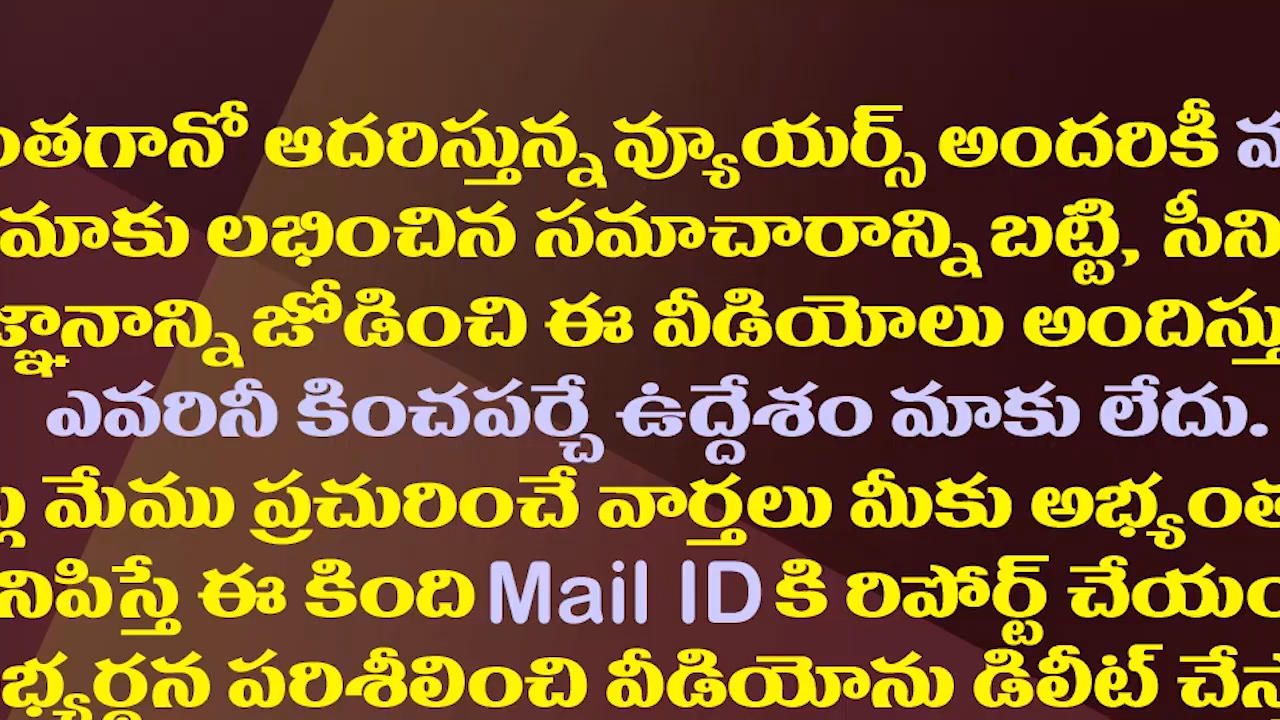 ంతగానో ఆదరిస్తున్న వ్యూయర్స్ అందరికీ
మాకు లభించిన సమాచారాన్ని బట్టి, సీని
జ్ఞానాన్ని జోడించి ఈ వీడియోలు అందిస్తు
ఎవరినీ కించపర్చే ఉద్దేశం మాకు లేదు.
మేము ప్రచురించే వార్తలు మీకు అభ్యంత
నిపిస్తే ఈ కింది Mail ID కి రిపోర్ట్ చేయం
భ్యర్థన పరిశీలించి వీడియోను డిలీట్ చేస